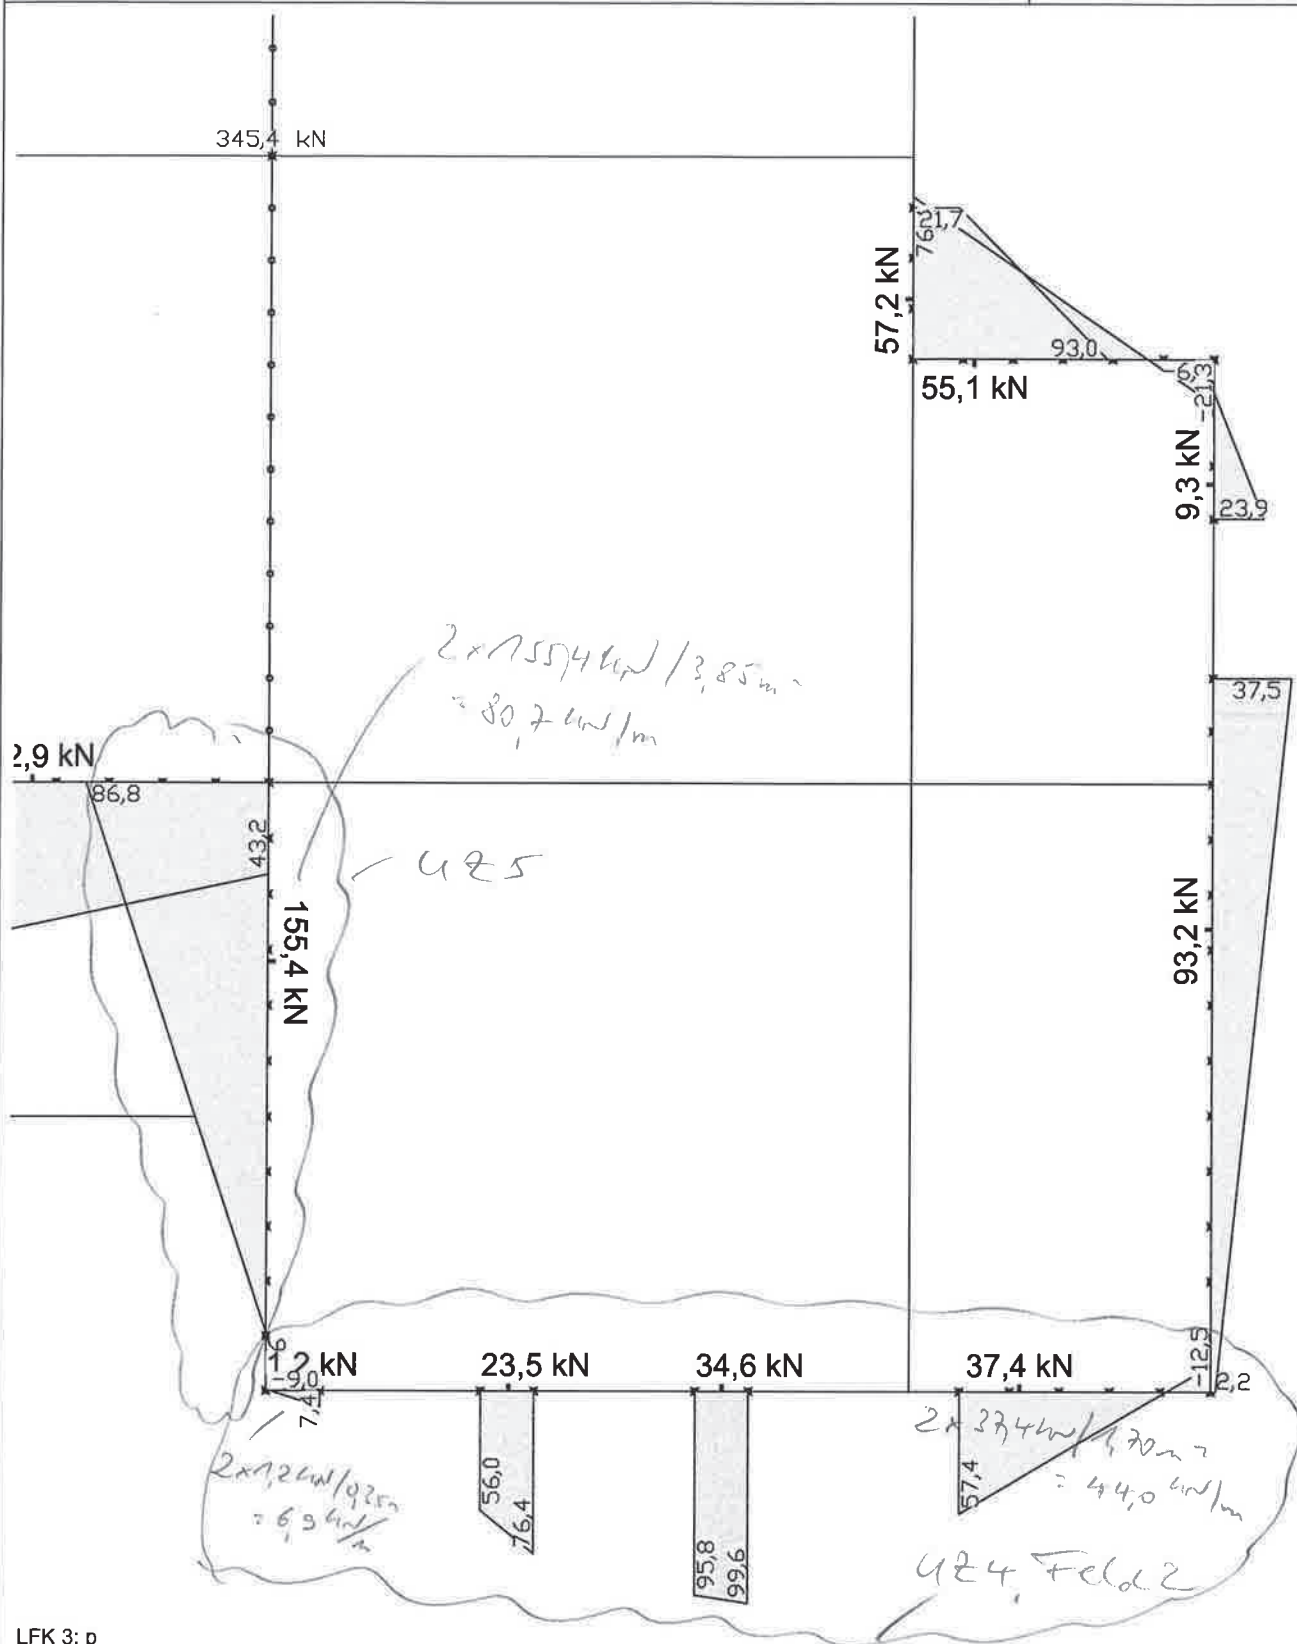 345,4 kN
21,7
76
57,2 kN
93,0
55,1 kN
6,3
-21,3
9,3 kN
23,9
2 x 155,4 kN / 3,85 m =
= 80,7 kN/m
37,5
2,9 kN
86,8
43,2
UZ5
155,4 kN
93,2 kN
1,2 kN
-9,0
7,4
23,5 kN
34,6 kN
37,4 kN
-12,5
2,2
2 x 1,2 kN / 0,35 m
= 6,9 kN/m
56,0
76,4
95,8
99,6
57,4
2 x 37,4 kN / 1,70 m =
= 44,0 kN/m
UZ4, Feld 2
LFK 3: p